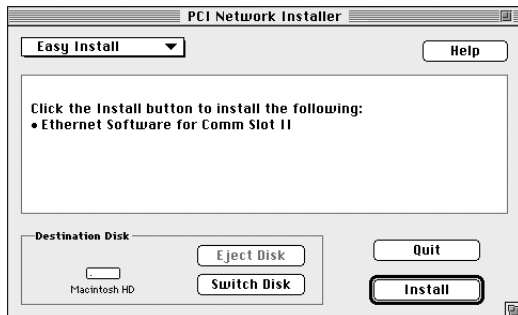 PCI Network Installer
Easy Install
Help
Click the Install button to install the following:
• Ethernet Software for Comm Slot II
Destination Disk
Eject Disk
Quit
Macintosh HD
Switch Disk
Install